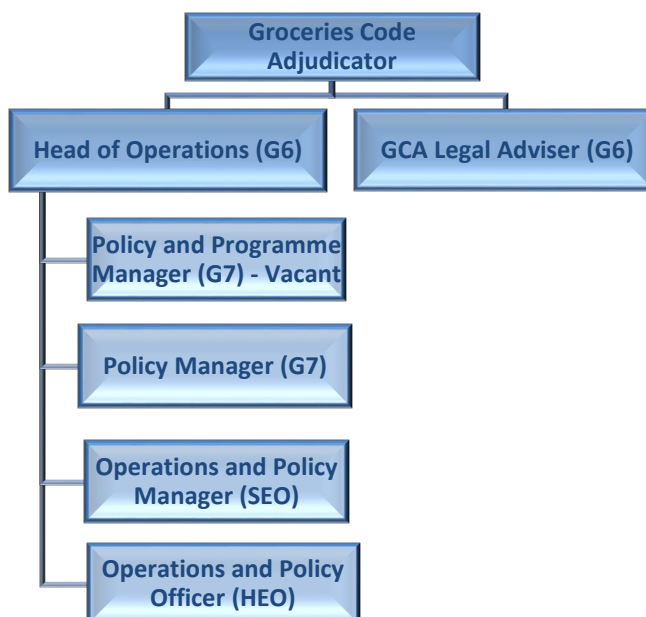 Groceries Code
Adjudicator
Head of Operations (G6)
GCA Legal Adviser (G6)
Policy and Programme
Manager (G7) - Vacant
Policy Manager (G7)
Operations and Policy
Manager (SEO)
Operations and Policy
Officer (HEO)